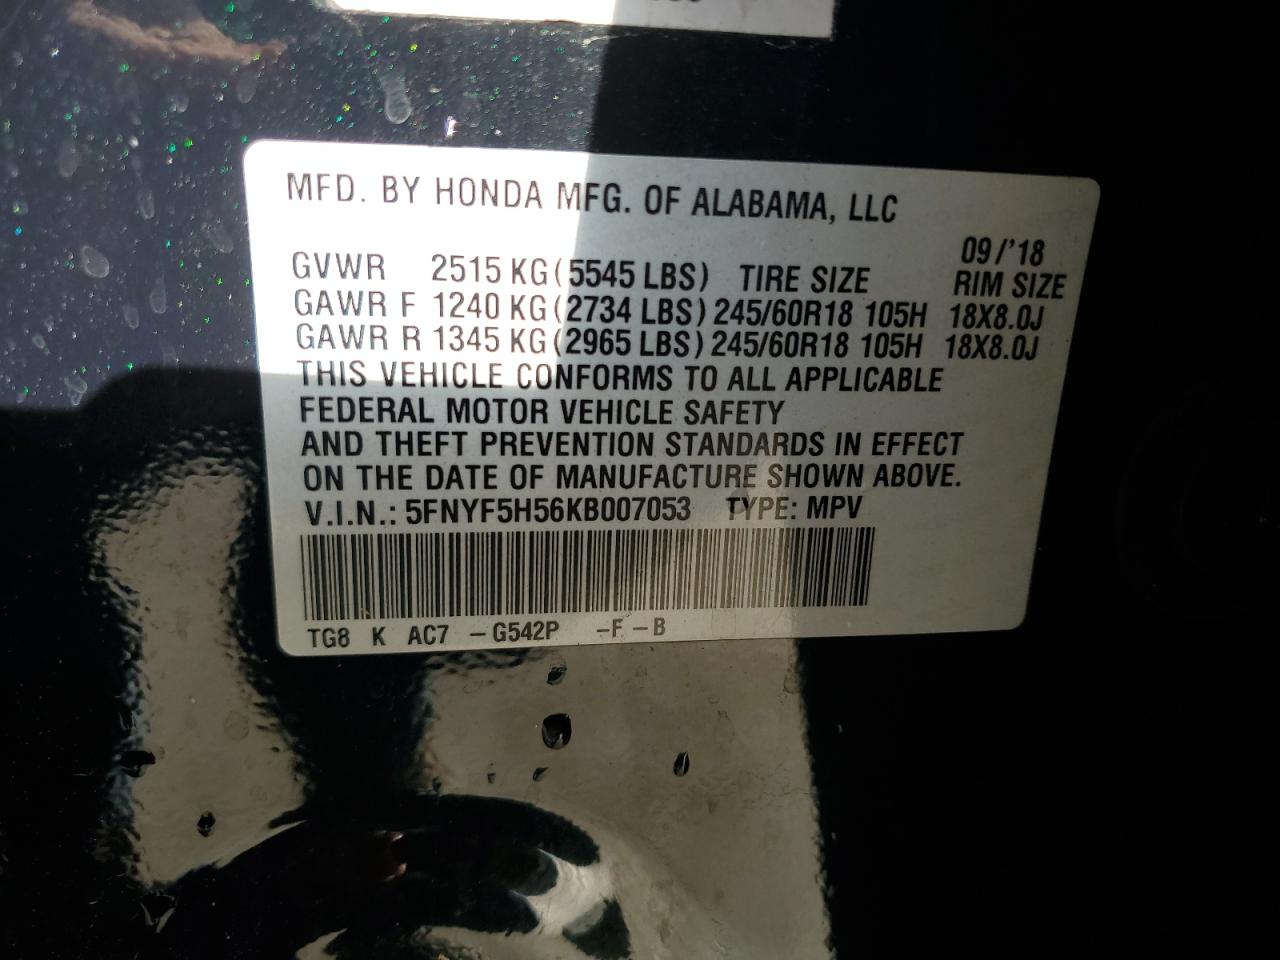 MFD. BY HONDA MFG. OF ALABAMA, LLC
09/'18
GVWR 2515 KG (5545 LBS) TIRE SIZE RIM SIZE
GAWR F 1240 KG (2734 LBS) 245/60R18 105H 18X8.0J
GAWR R 1345 KG (2965 LBS) 245/60R18 105H 18X8.0J
THIS VEHICLE CONFORMS TO ALL APPLICABLE
FEDERAL MOTOR VEHICLE SAFETY
AND THEFT PREVENTION STANDARDS IN EFFECT
ON THE DATE OF MANUFACTURE SHOWN ABOVE.
V.I.N.: 5FNYF5H56KB007053 TYPE: MPV
TG8 K AC7 -G542P -F-B